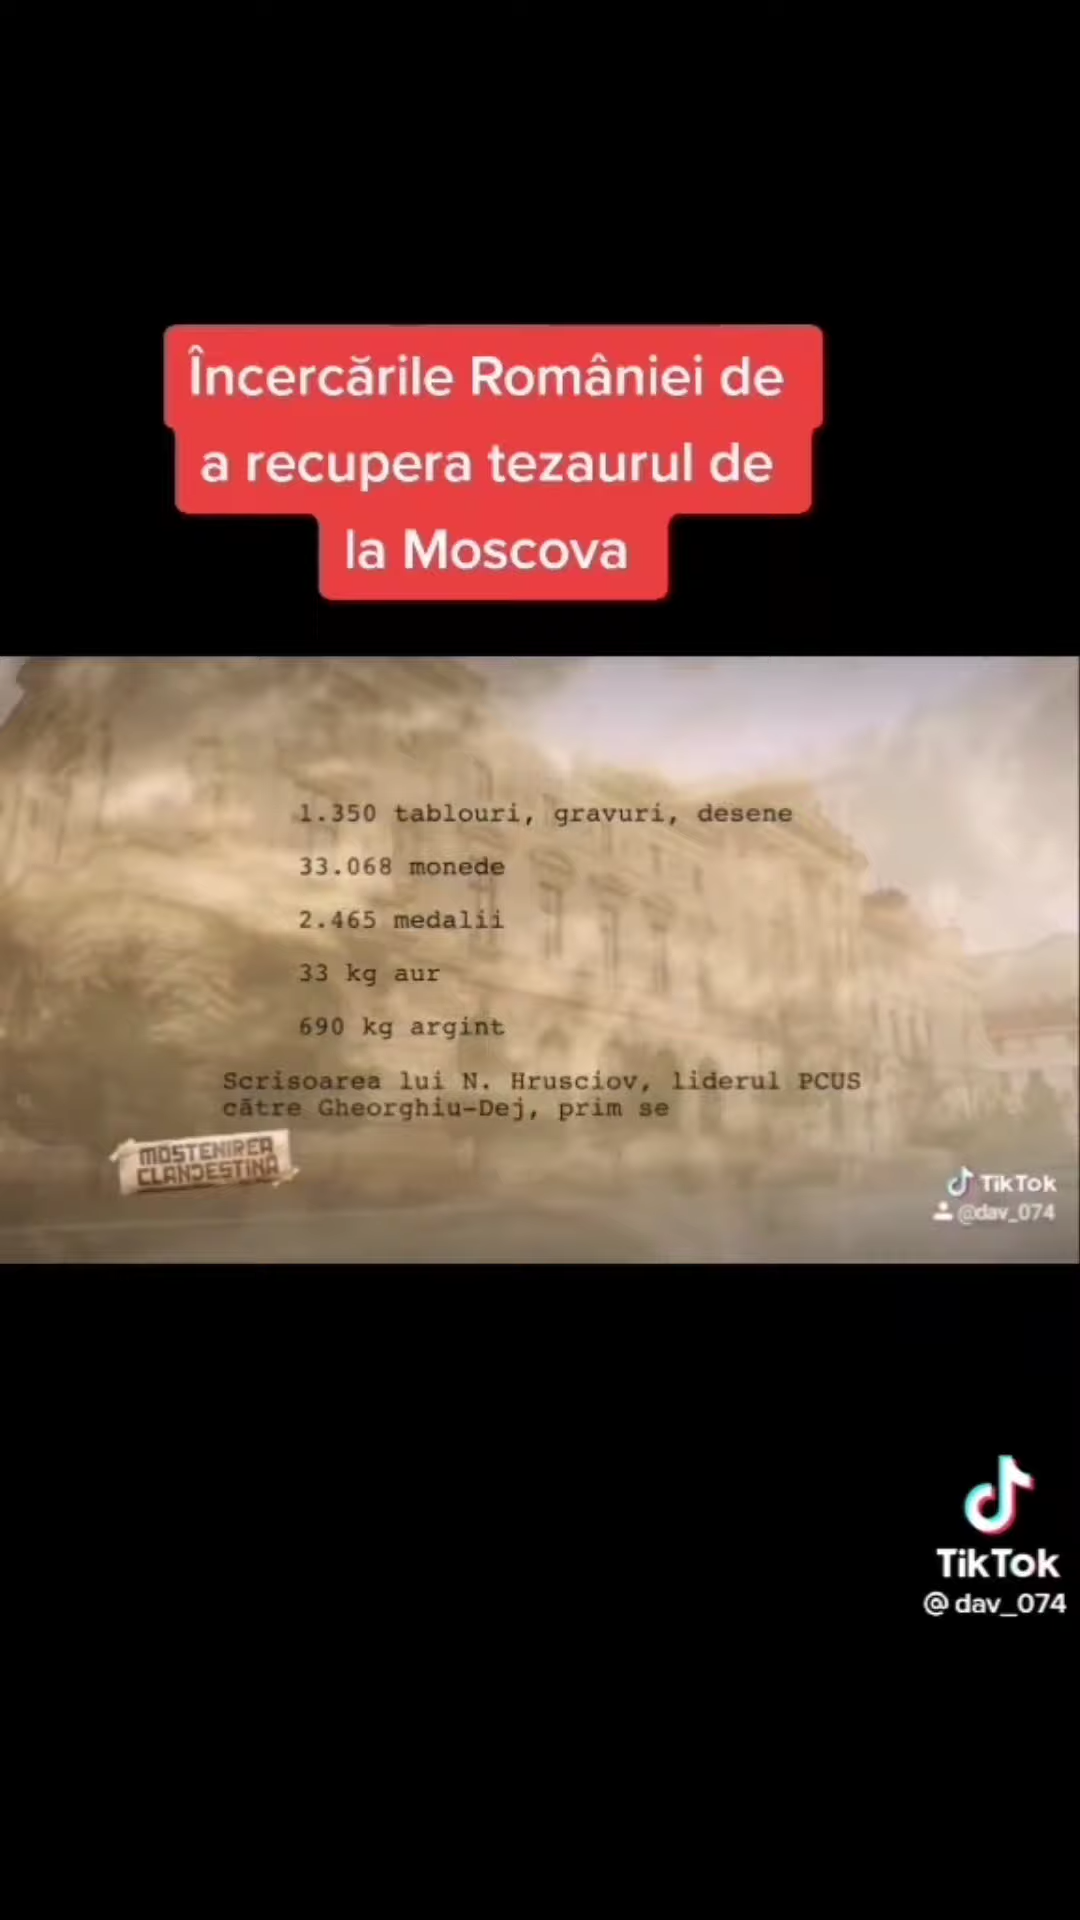 Încercările României de
a recupera tezaurul de
la Moscova
1.350 tablouri, gravuri, desene
33.068 monede
2.465 medalii
33 kg aur
690 kg argint
Scrisoarea lui N. Hrusciov, liderul PCUS
către Gheorghiu-Dej, prim se
MOSTENIREA
CLANDESTINĂ
TikTok
@dav_074
TikTok
@dav_074